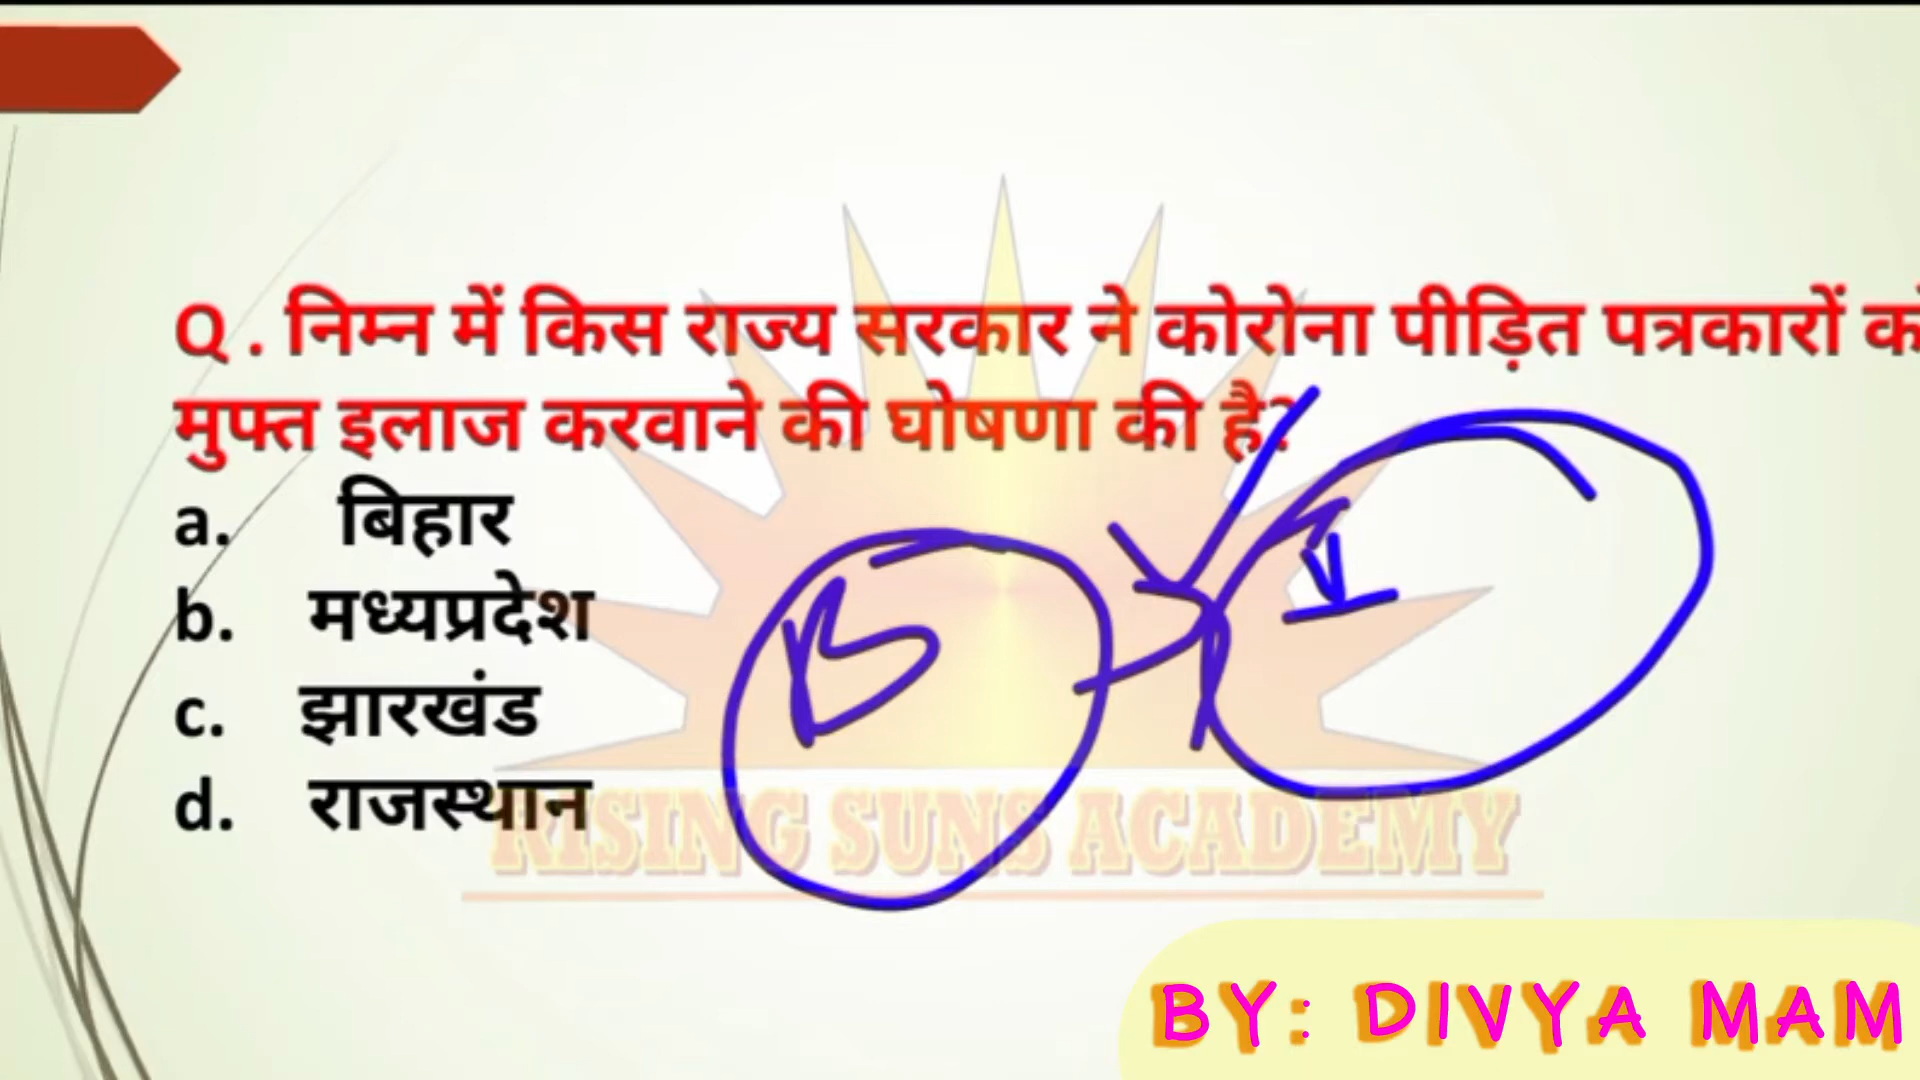 Q . निम्न में किस राज्य सरकार ने कोरोना पीड़ित पत्रकारों को
मुफ्त इलाज करवाने की घोषणा की है?
a. बिहार
b. मध्यप्रदेश
c. झारखंड
d. राजस्थान
B
RISING SUNS ACADEMY
BY: DIVYA MAM